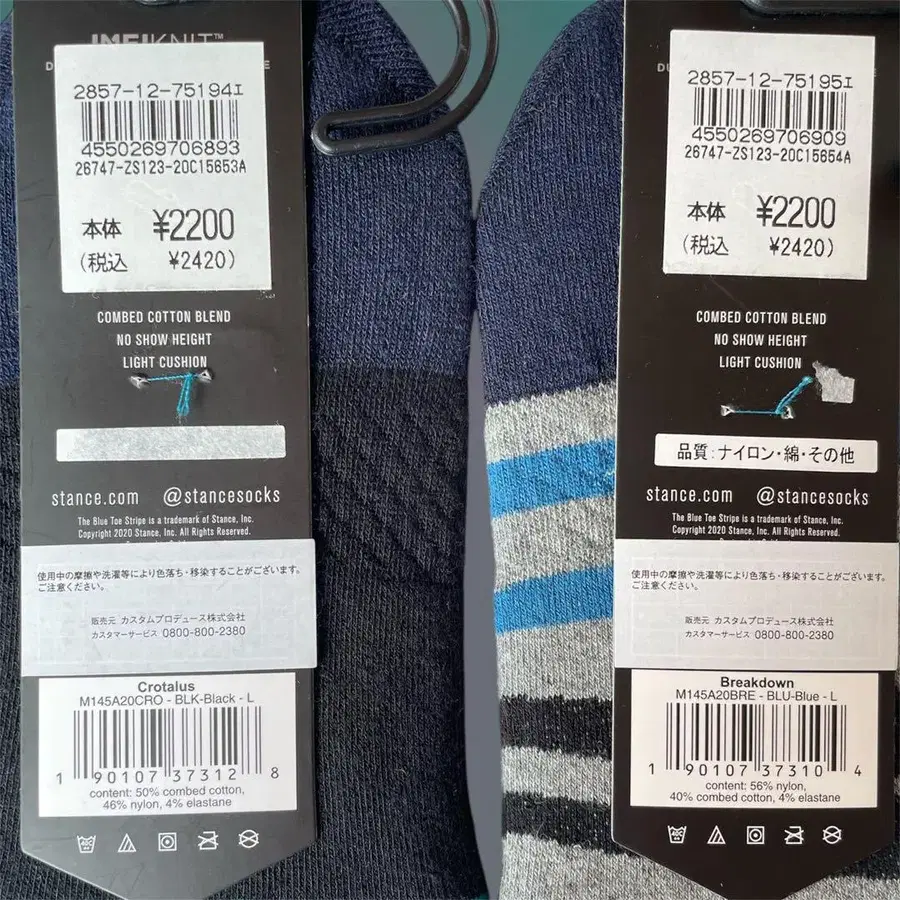 KNIT™
2857-12-75194ｴ
4550269706893
26747-ZS123-20C15653A
本体 ¥2200
(税込 ¥2420)
COMBED COTTON BLEND
NO SHOW HEIGHT
LIGHT CUSHION
stance.com @stancesocks
The Blue Toe Stripe is a trademark of Stance, Inc.
Copyright 2020 Stance, Inc. All Rights Reserved.
使用中の摩擦や洗濯等により色落ち・移染することがございます。
ご注意ください。
販売元 カスタムプロデュース株式会社
カスタマーサービス 0800-800-2380
Crotalus
M145A20CRO - BLK-Black - L
1 90107 37312 8
content: 50% combed cotton,
46% nylon, 4% elastane
2857-12-75195ｴ
4550269706909
26747-ZS123-20C15654A
本体 ¥2200
(税込 ¥2420)
COMBED COTTON BLEND
NO SHOW HEIGHT
LIGHT CUSHION
品質:ナイロン・綿・その他
stance.com @stancesocks
The Blue Toe Stripe is a trademark of Stance, Inc.
Copyright 2020 Stance, Inc. All Rights Reserved.
使用中の摩擦や洗濯等により色落ち・移染することがございます。
ご注意ください。
販売元 カスタムプロデュース株式会社
カスタマーサービス 0800-800-2380
Breakdown
M145A20BRE - BLU-Blue - L
1 90107 37310 4
content: 56% nylon,
40% combed cotton, 4% elastane